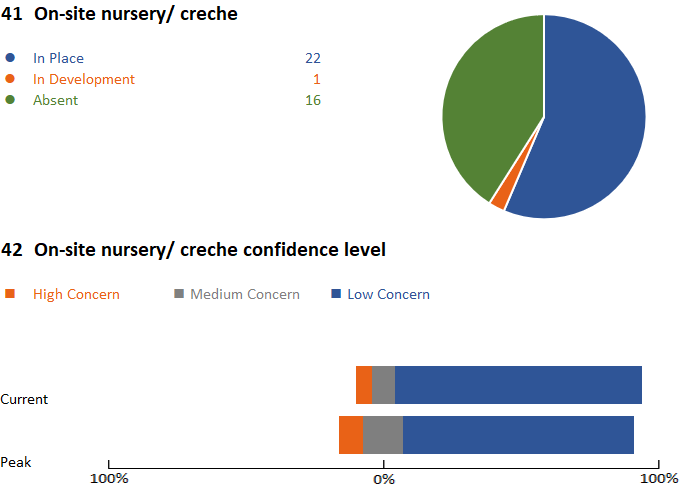 41 On-site nursery/ creche
In Place 22
In Development 1
Absent 16
42 On-site nursery/ creche confidence level
High Concern Medium Concern Low Concern
Current
Peak
100% 0% 100%